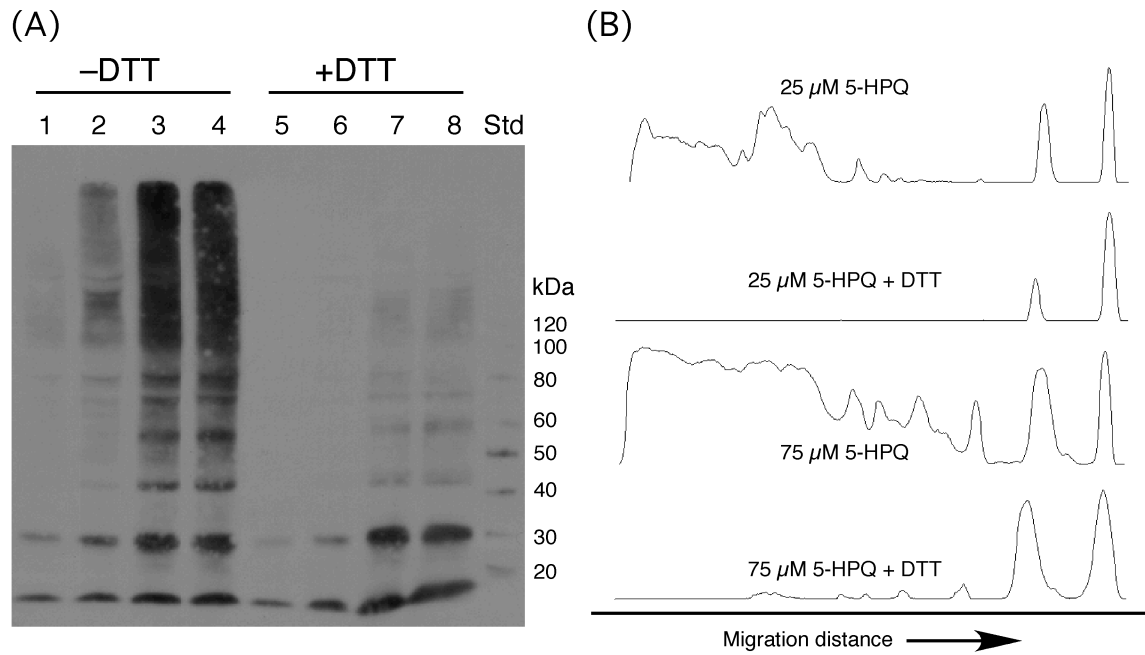 (A)
–DTT +DTT
1 2 3 4 5 6 7 8 Std
kDa
120
100
80
60
50
40
30
20
(B)
25 µM 5-HPQ
25 µM 5-HPQ + DTT
75 µM 5-HPQ
75 µM 5-HPQ + DTT
Migration distance